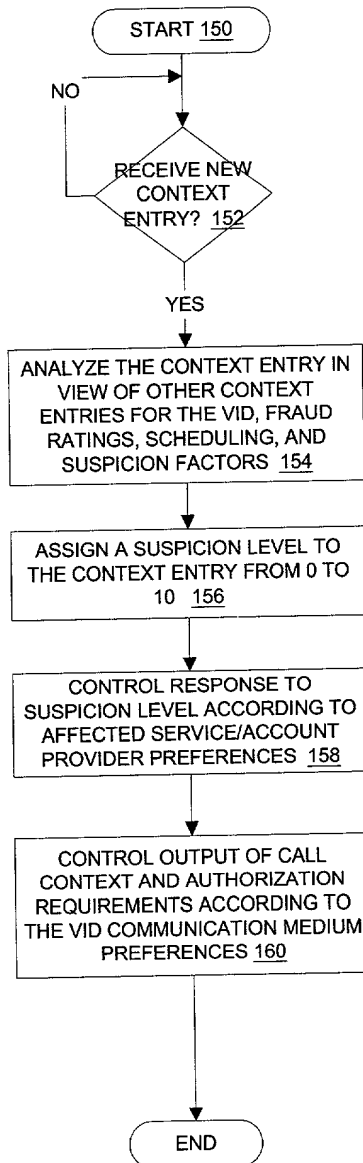 START 150
NO
RECEIVE NEW
CONTEXT
ENTRY? 152
YES
ANALYZE THE CONTEXT ENTRY IN
VIEW OF OTHER CONTEXT
ENTRIES FOR THE VID, FRAUD
RATINGS, SCHEDULING, AND
SUSPICION FACTORS 154
ASSIGN A SUSPICION LEVEL TO
THE CONTEXT ENTRY FROM 0 TO
10 156
CONTROL RESPONSE TO
SUSPICION LEVEL ACCORDING TO
AFFECTED SERVICE/ACCOUNT
PROVIDER PREFERENCES 158
CONTROL OUTPUT OF CALL
CONTEXT AND AUTHORIZATION
REQUIREMENTS ACCORDING TO
THE VID COMMUNICATION MEDIUM
PREFERENCES 160
END